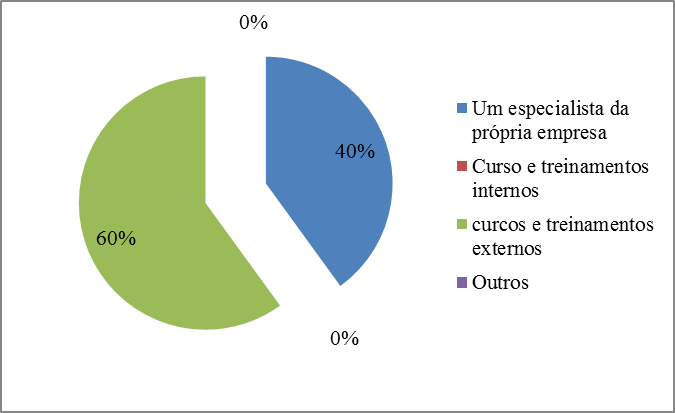 0%
40%
60%
0%
Um especialista da
própria empresa
Curso e treinamentos
internos
curcos e treinamentos
externos
Outros